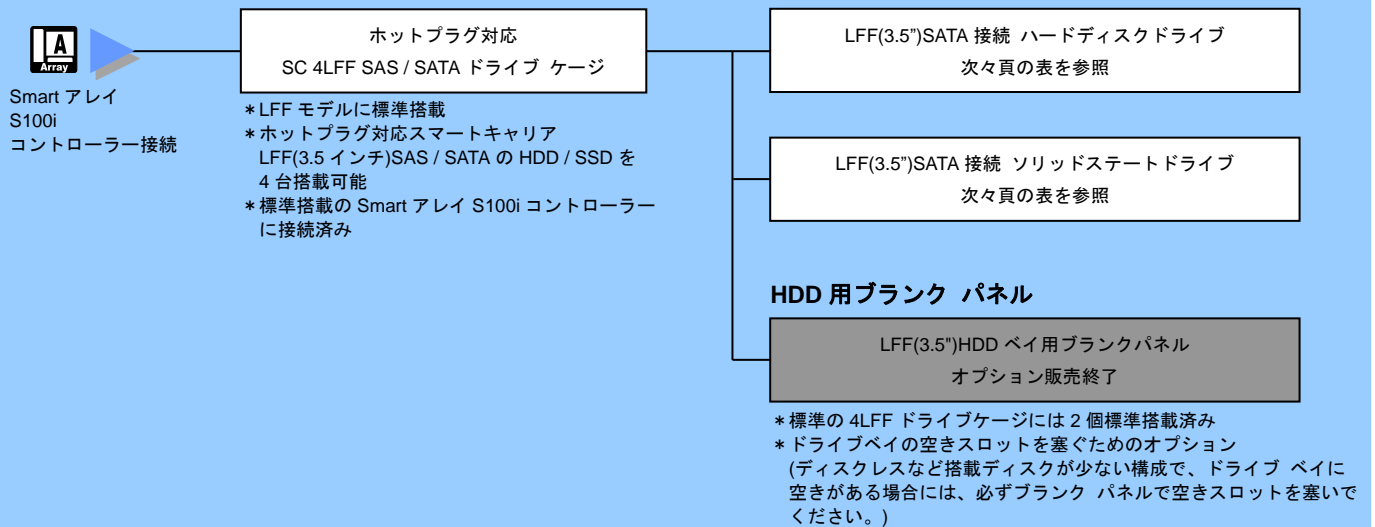 A
Array
Smart アレイ
S100i
コントローラー接続
ホットプラグ対応
SC 4LFF SAS / SATA ドライブ ケージ
*LFF モデルに標準搭載
*ホットプラグ対応スマートキャリア
LFF(3.5 インチ)SAS / SATA の HDD / SSD を
4 台搭載可能
*標準搭載の Smart アレイ S100i コントローラー
に接続済み
LFF(3.5”)SATA 接続 ハードディスクドライブ
次々頁の表を参照
LFF(3.5”)SATA 接続 ソリッドステートドライブ
次々頁の表を参照
HDD 用ブランク パネル
LFF(3.5")HDD ベイ用ブランクパネル
オプション販売終了
*標準の 4LFF ドライブケージには 2 個標準搭載済み
*ドライブベイの空きスロットを塞ぐためのオプション
(ディスクレスなど搭載ディスクが少ない構成で、ドライブ ベイに
空きがある場合には、必ずブランク パネルで空きスロットを塞いで
ください。)